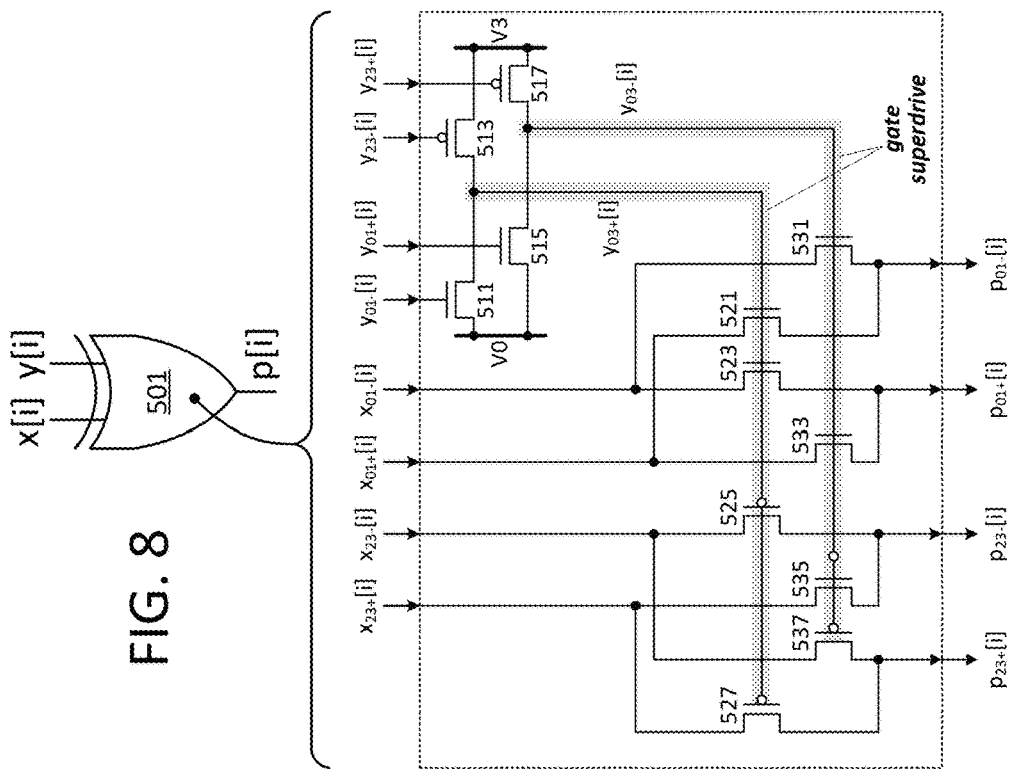 FIG. 8
x[i]
y[i]
501
p[i]
y₂₃₊[i]
y₂₃₋[i]
y₀₁₊[i]
y₀₁₋[i]
x₀₁₋[i]
x₀₁₊[i]
x₂₃₋[i]
x₂₃₊[i]
V3
V0
517
513
515
511
y₀₃₋[i]
y₀₃₊[i]
gate
superdrive
531
521
523
533
525
535
537
527
p₀₁₋[i]
p₀₁₊[i]
p₂₃₋[i]
p₂₃₊[i]